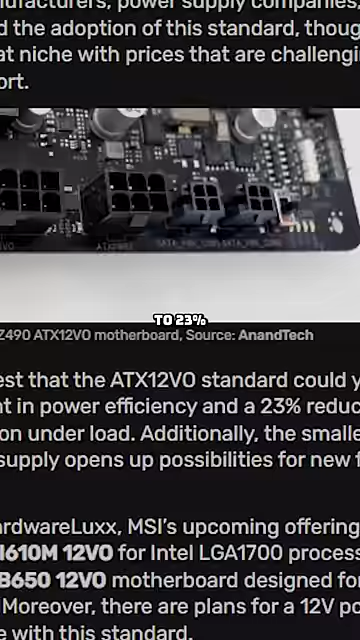 nufacturers, power supply companies,
d the adoption of this standard, thoug
at niche with prices that are challengi
ort.
ATXPWR
TO 23%
Z490 ATX12VO motherboard, Source: AnandTech
est that the ATX12VO standard could y
nt in power efficiency and a 23% reduc
on under load. Additionally, the smalle
supply opens up possibilities for new f
ardwareLuxx, MSI's upcoming offering
H610M 12VO for Intel LGA1700 process
B650 12VO motherboard designed for
Moreover, there are plans for a 12V po
e with this standard.